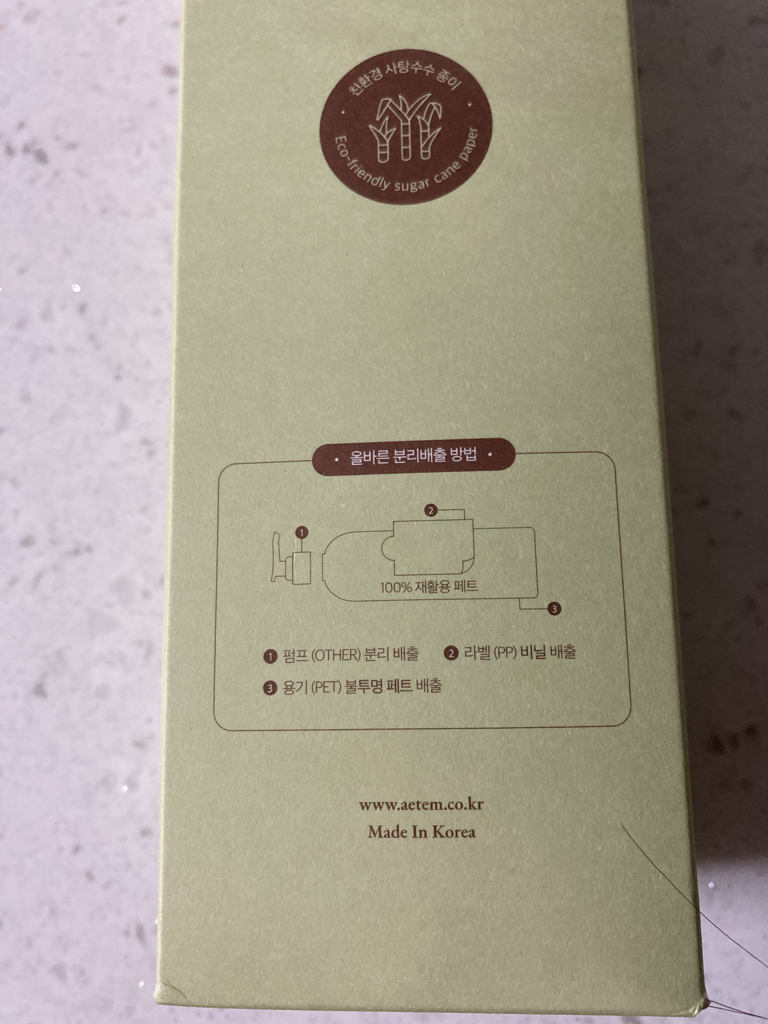 친환경 사탕수수 종이
Eco-friendly sugar cane paper
올바른 분리배출 방법
1
2
100% 재활용 페트
3
1 펌프 (OTHER) 분리 배출 2 라벨 (PP) 비닐 배출
3 용기 (PET) 불투명 페트 배출
www.aetem.co.kr
Made In Korea